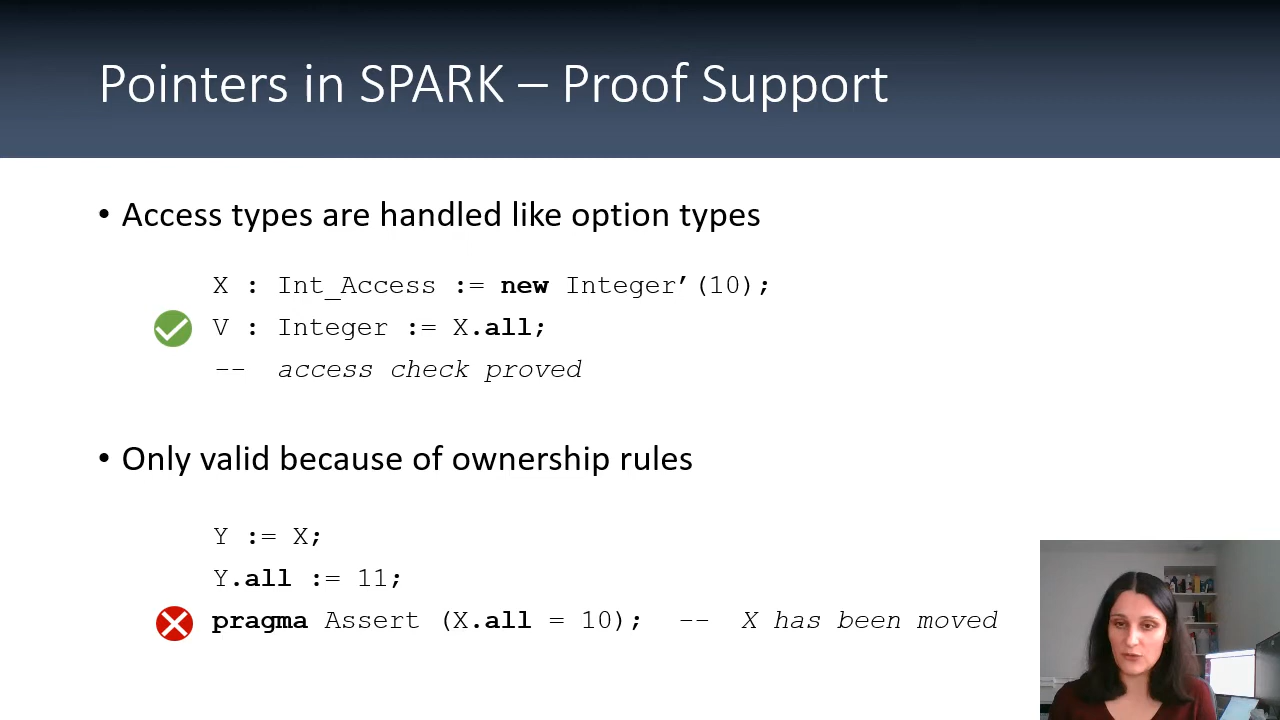 Pointers in SPARK – Proof Support
• Access types are handled like option types
X : Int_Access := new Integer’(10);
V : Integer := X.all;
-- access check proved
• Only valid because of ownership rules
Y := X;
Y.all := 11;
pragma Assert (X.all = 10); -- X has been moved